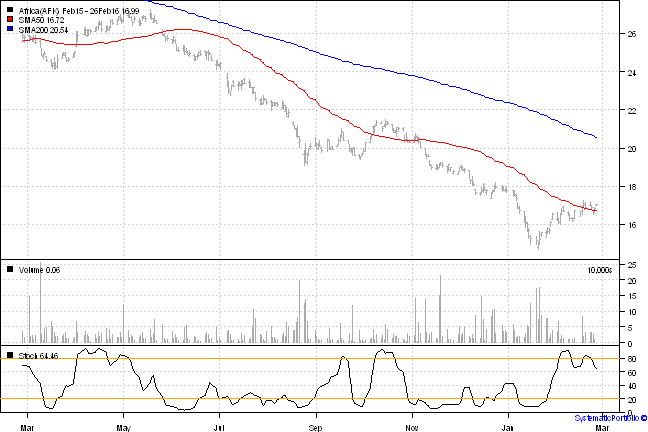 Africa(AFK) Feb15 - 26Feb16 16.99
SMA50 16.72
SMA200 20.54
26
24
22
20
18
16
Volume 0.06
10,000s
25
20
15
10
5
0
Stoch 64.46
80
60
40
20
0
Mar May Jul Sep Nov Jan Mar
SystematicPortfolio ©